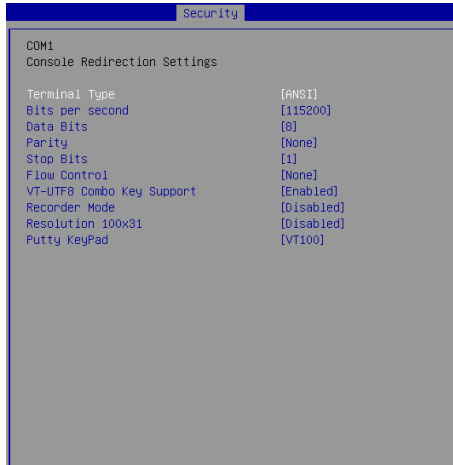 Security
COM1
Console Redirection Settings
Terminal Type [ANSI]
Bits per second [115200]
Data Bits [8]
Parity [None]
Stop Bits [1]
Flow Control [None]
VT-UTF8 Combo Key Support [Enabled]
Recorder Mode [Disabled]
Resolution 100x31 [Disabled]
Putty KeyPad [VT100]